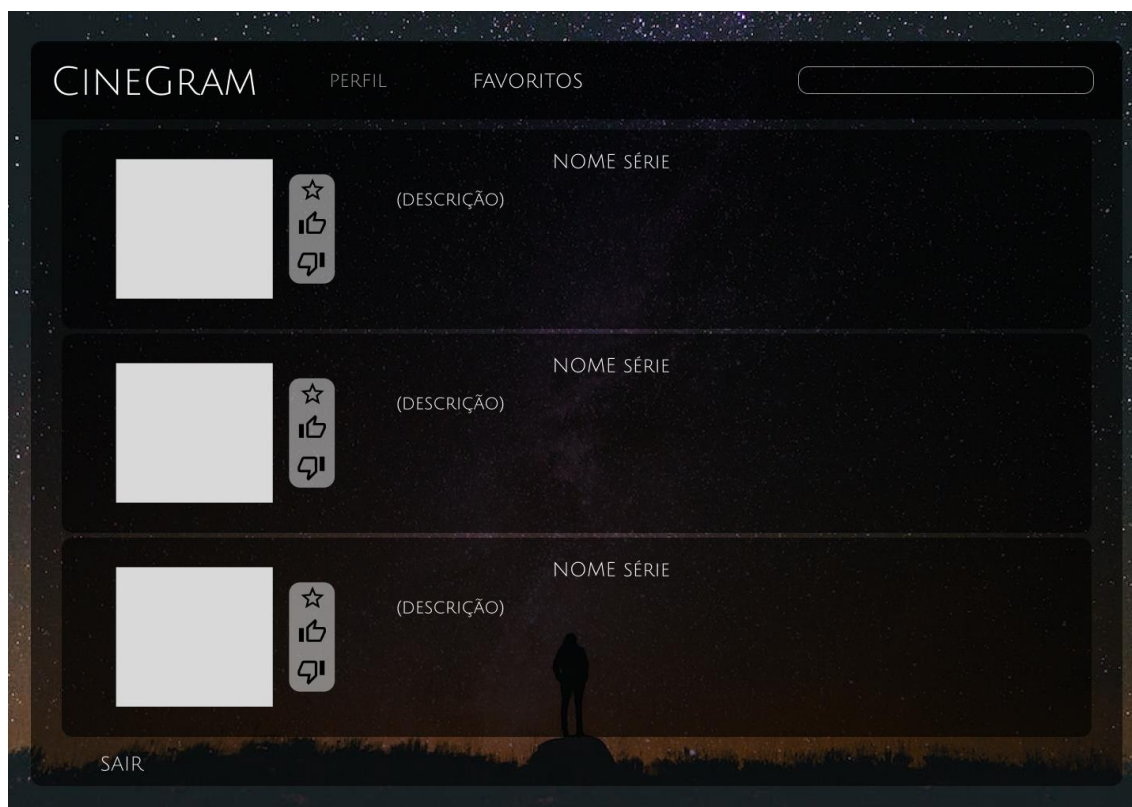 CineGram PERFIL FAVORITOS
NOME SÉRIE
(DESCRIÇÃO)
NOME SÉRIE
(DESCRIÇÃO)
NOME SÉRIE
(DESCRIÇÃO)
SAIR